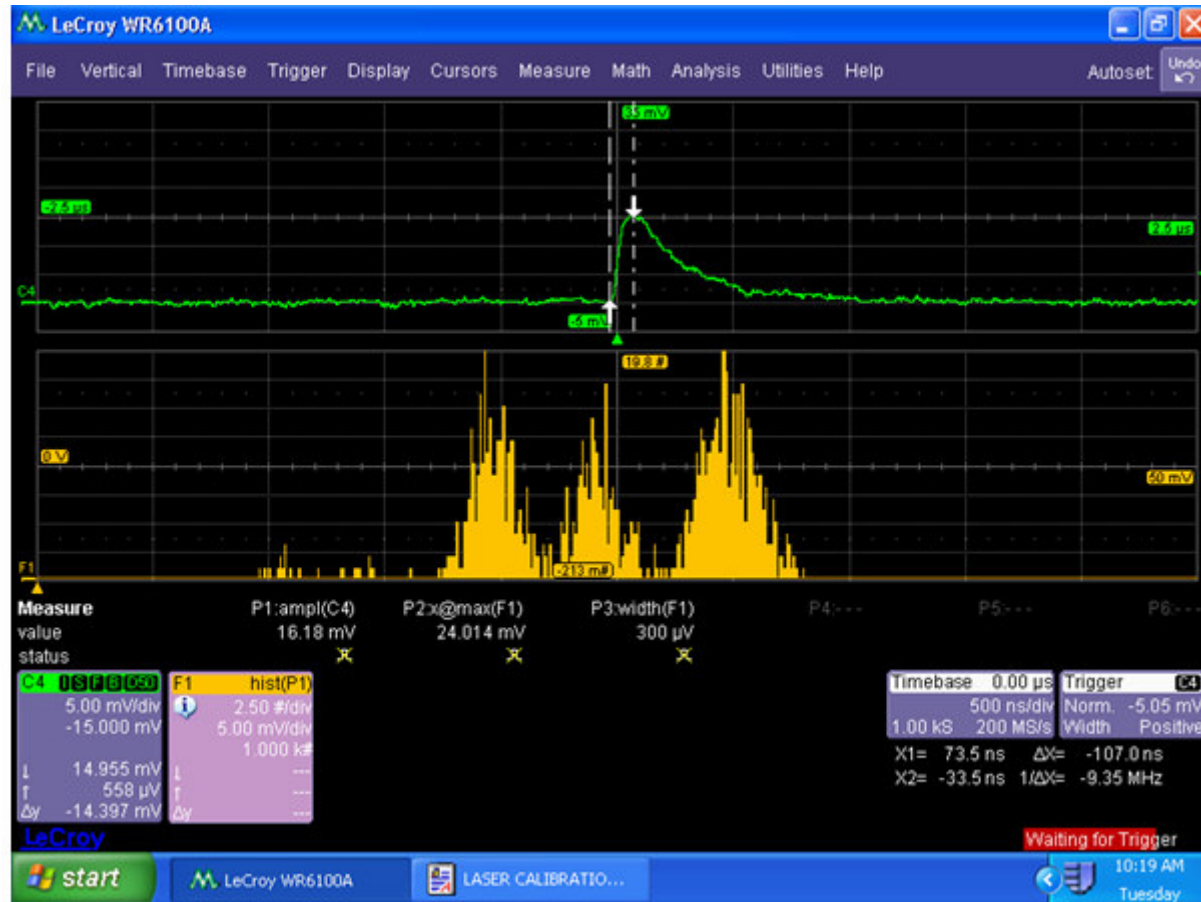 LeCroy WR6100A
File Vertical Timebase Trigger Display Cursors Measure Math Analysis Utilities Help Autoset Undo
35 mV
-2.5 µs
2.5 µs
C4
-5 mV
19.8 #
0 V
50 mV
F1
-213 m#
Measure P1:ampl(C4) P2:x@max(F1) P3:width(F1) P4:--- P5:--- P6:---
value 16.18 mV 24.014 mV 300 µV
status
C4 I S F B D50 F1 hist(P1) Timebase 0.00 µs Trigger C4
5.00 mV/div 2.50 #/div 500 ns/div Norm. -5.05 mV
-15.000 mV 5.00 mV/div 1.00 kS 200 MS/s Width Positive
1.000 k#
X1= 73.5 ns ΔX= -107.0 ns
14.955 mV ---
X2= -33.5 ns 1/ΔX= -9.35 MHz
558 µV ---
Δy -14.397 mV Δy ---
LeCroy Waiting for Trigger
start LeCroy WR6100A LASER CALIBRATIO... 10:19 AM
Tuesday